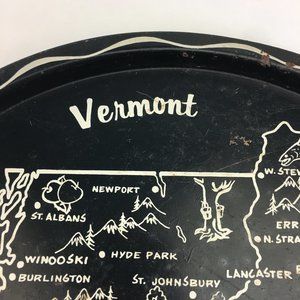 Vermont
W. STEW
NEWPORT
ST. ALBANS
ERR
N. STRA
WINOOSKI
HYDE PARK
BURLINGTON
ST. JOHNSBURY
LANCASTER